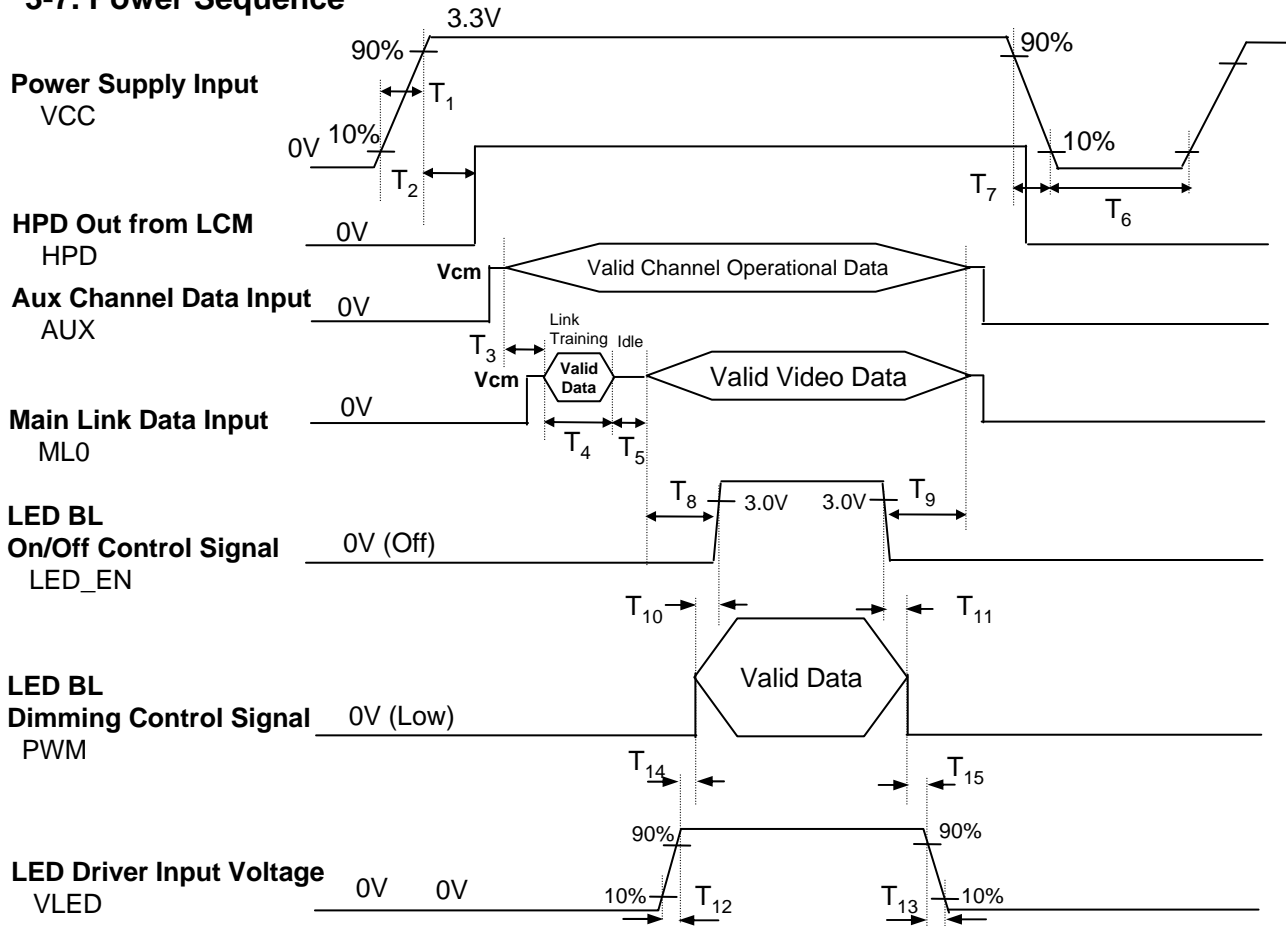 3-7. Power Sequence
3.3V
90%
90%
Power Supply Input
VCC
T1
0V
10%
10%
T2
T7
T6
HPD Out from LCM
HPD
0V
Vcm
Valid Channel Operational Data
Aux Channel Data Input
AUX
0V
Link
Training
Idle
T3
Vcm
Valid
Data
Valid Video Data
Main Link Data Input
ML0
0V
T4
T5
T8
T9
3.0V
3.0V
LED BL
On/Off Control Signal
LED_EN
0V (Off)
T10
T11
Valid Data
LED BL
Dimming Control Signal
PWM
0V (Low)
T14
T15
90%
90%
LED Driver Input Voltage
VLED
0V
0V
10%
T12
T13
10%